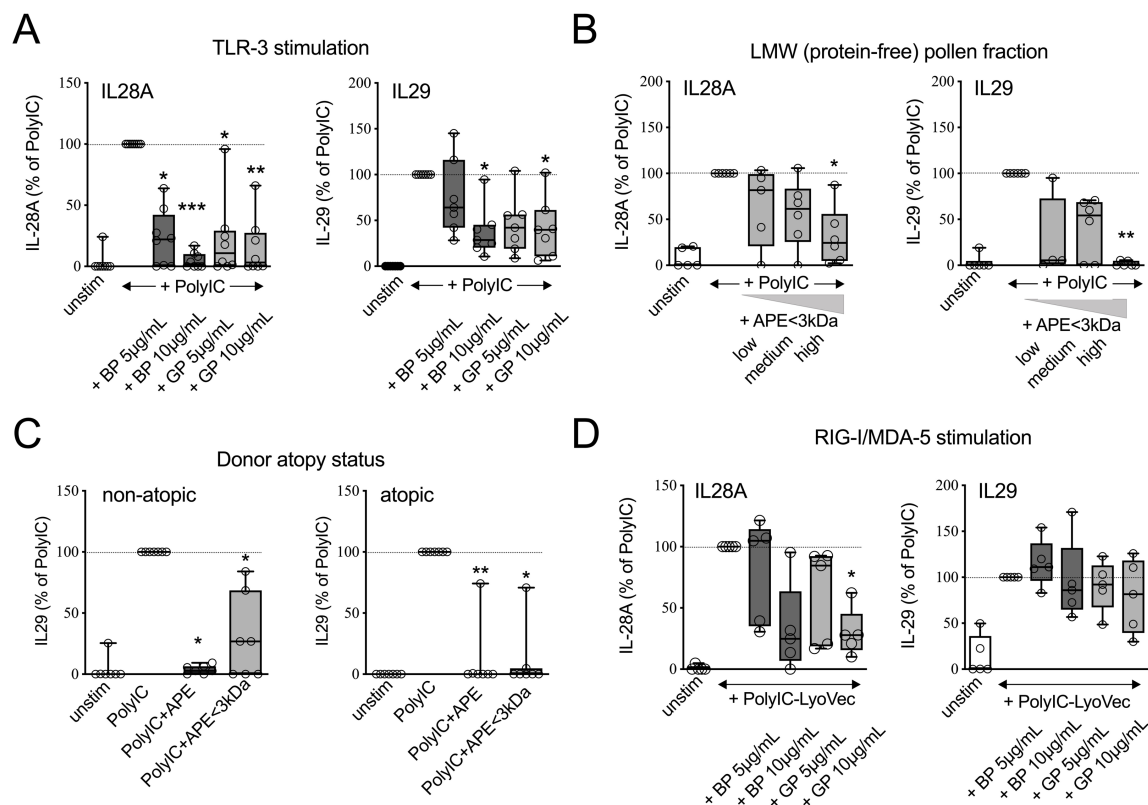 A
TLR-3 stimulation
IL-28A (% of PolyIC)
150
100
50
0
IL28A
*
***
*
**
unstim
+ PolyIC
+ BP 5µg/mL
+ BP 10µg/mL
+ GP 5µg/mL
+ GP 10µg/mL
IL-29 (% of PolyIC)
200
150
100
50
0
IL29
*
*
unstim
+ PolyIC
+ BP 5µg/mL
+ BP 10µg/mL
+ GP 5µg/mL
+ GP 10µg/mL
B
LMW (protein-free) pollen fraction
IL-28A (% of PolyIC)
200
150
100
50
0
IL28A
*
unstim
+ PolyIC
+ APE<3kDa
low
medium
high
IL-29 (% of PolyIC)
200
150
100
50
0
IL29
**
unstim
+ PolyIC
+ APE<3kDa
low
medium
high
C
Donor atopy status
IL29 (% of PolyIC)
150
100
50
0
non-atopic
*
*
unstim
PolyIC
PolyIC+APE
PolyIC+APE<3kDa
IL29 (% of PolyIC)
150
100
50
0
atopic
**
*
unstim
PolyIC
PolyIC+APE
PolyIC+APE<3kDa
D
RIG-I/MDA-5 stimulation
IL-28A (% of PolyIC)
150
100
50
0
IL28A
*
unstim
+ PolyIC-LyoVec
+ BP 5µg/mL
+ BP 10µg/mL
+ GP 5µg/mL
+ GP 10µg/mL
IL-29 (% of PolyIC)
200
150
100
50
0
IL29
unstim
+ PolyIC-LyoVec
+ BP 5µg/mL
+ BP 10µg/mL
+ GP 5µg/mL
+ GP 10µg/mL